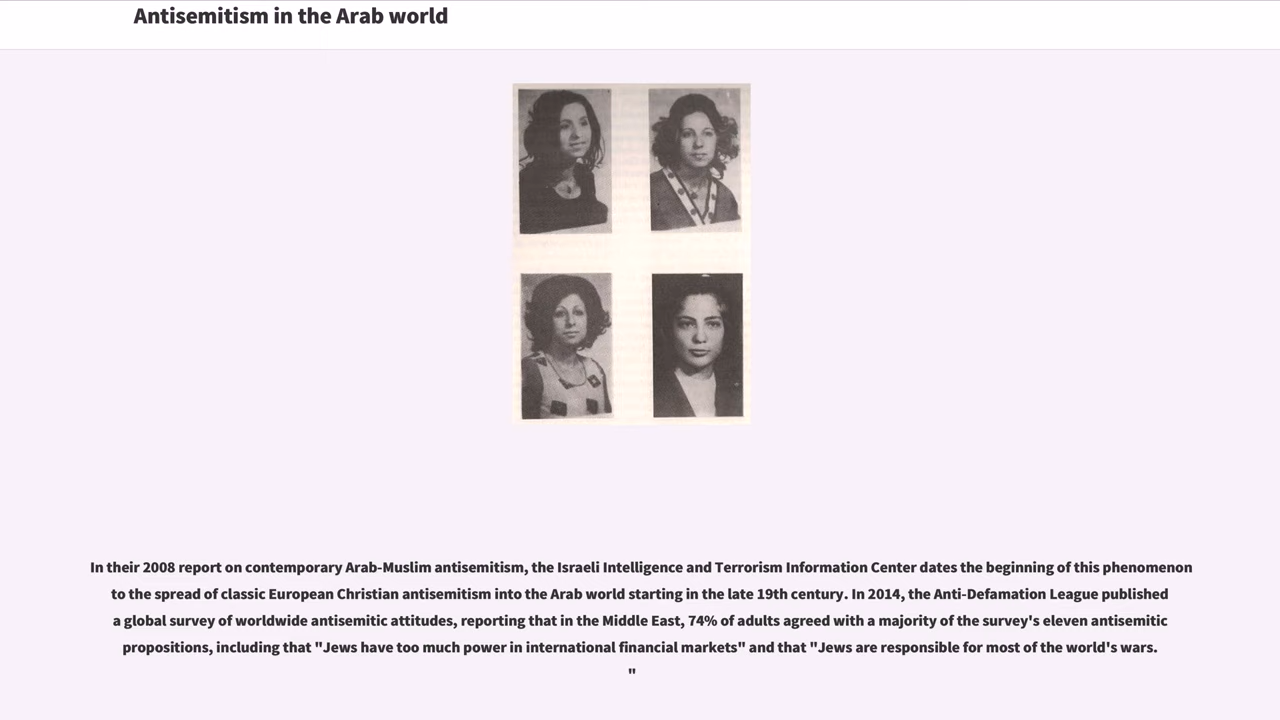 Antisemitism in the Arab world
In their 2008 report on contemporary Arab-Muslim antisemitism, the Israeli Intelligence and Terrorism Information Center dates the beginning of this phenomenon
to the spread of classic European Christian antisemitism into the Arab world starting in the late 19th century. In 2014, the Anti-Defamation League published
a global survey of worldwide antisemitic attitudes, reporting that in the Middle East, 74% of adults agreed with a majority of the survey's eleven antisemitic
propositions, including that "Jews have too much power in international financial markets" and that "Jews are responsible for most of the world's wars.
"